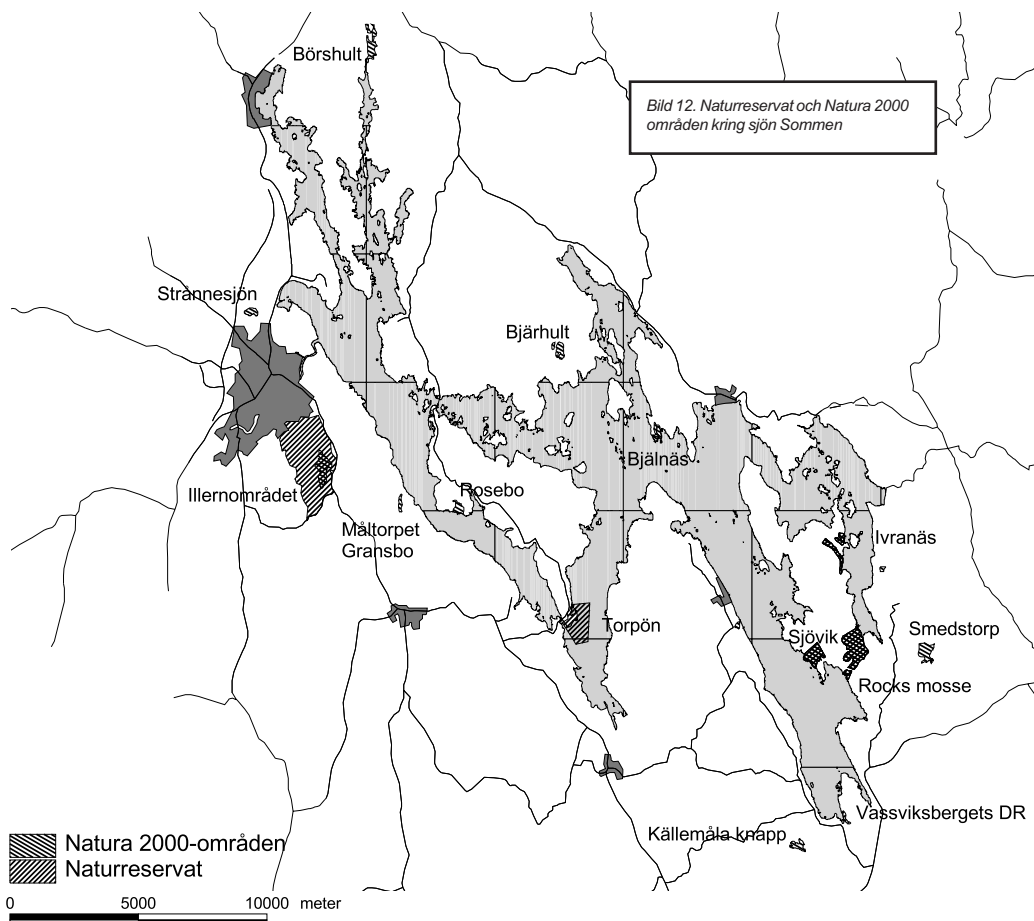 Börshult
Bild 12. Naturreservat och Natura 2000
områden kring sjön Sommen
Strånnesjön
Bjärhult
Bjälnäs
Illernområdet
Rosebo
Måltorpet
Gransbo
Ivranäs
Torpön
Sjövik
Smedstorp
Rocks mosse
Vassviksbergets DR
Källemåla knapp
Natura 2000-områden
Naturreservat
0 5000 10000 meter